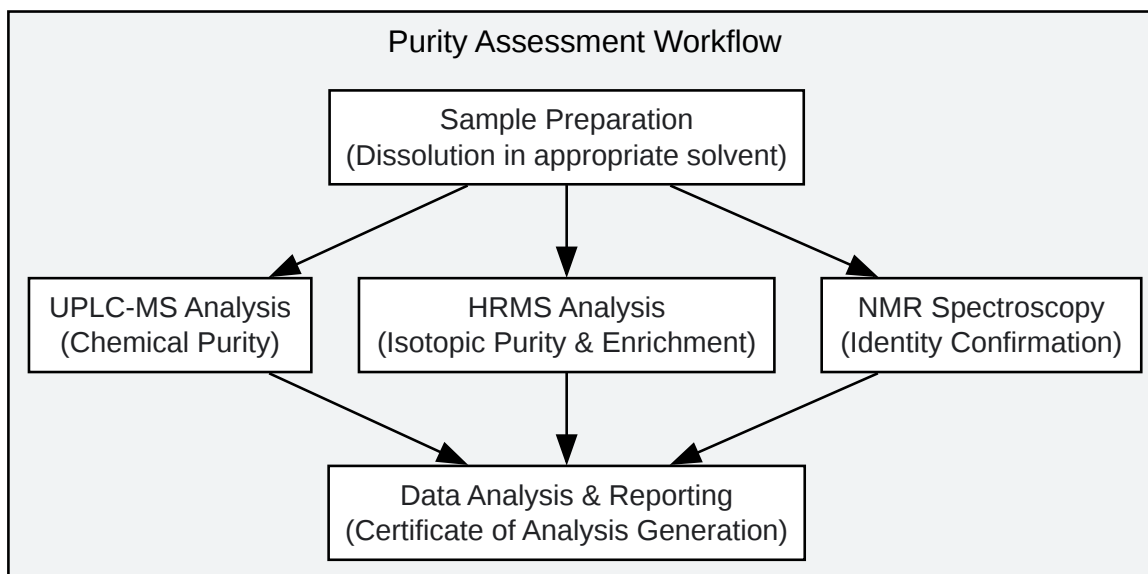 Purity Assessment Workflow
Sample Preparation
(Dissolution in appropriate solvent)
UPLC-MS Analysis
(Chemical Purity)
HRMS Analysis
(Isotopic Purity & Enrichment)
NMR Spectroscopy
(Identity Confirmation)
Data Analysis & Reporting
(Certificate of Analysis Generation)